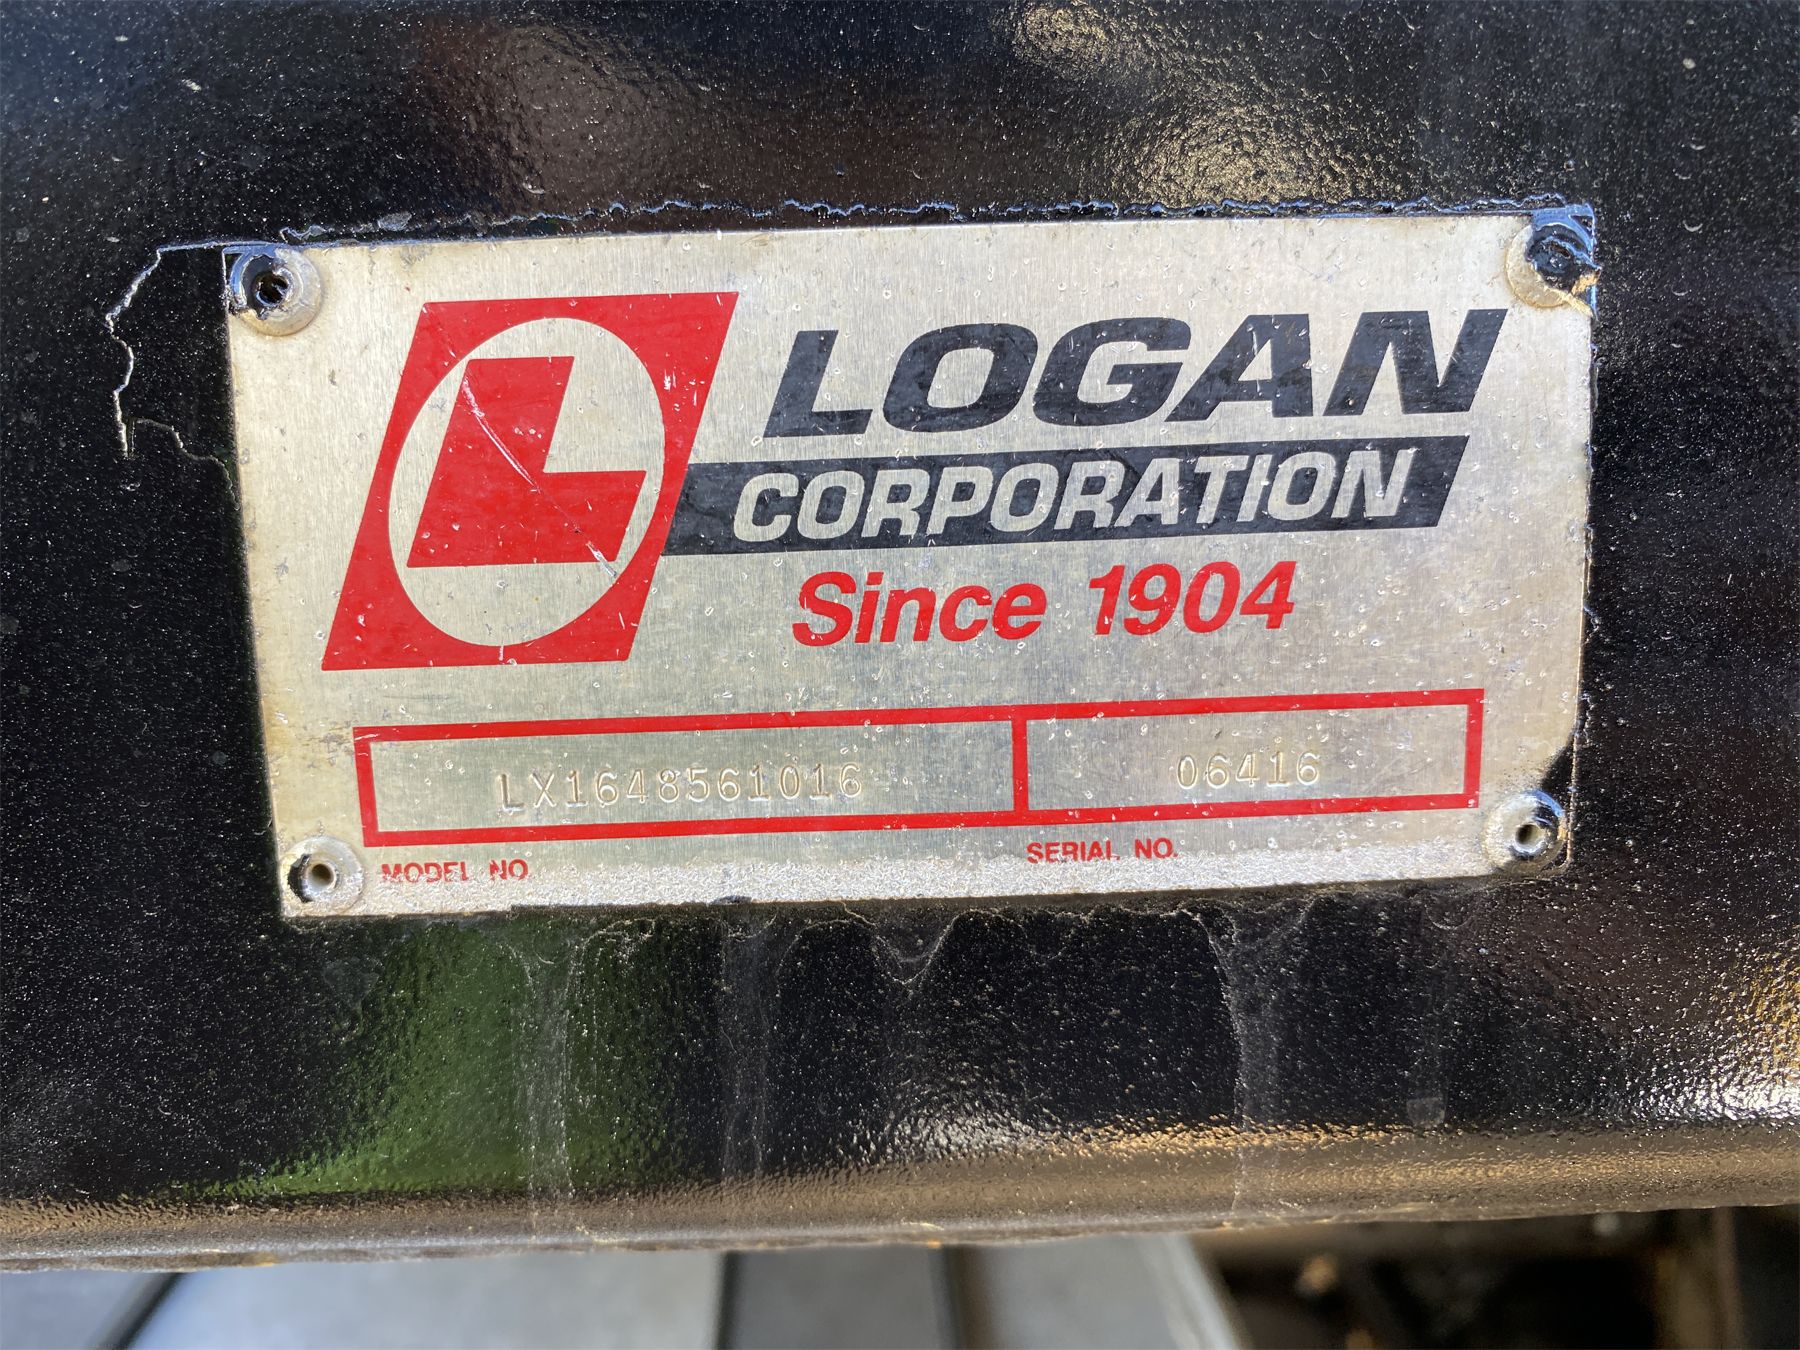 L
LOGAN
CORPORATION
Since 1904
LX1648561016
06416
MODEL NO.
SERIAL NO.